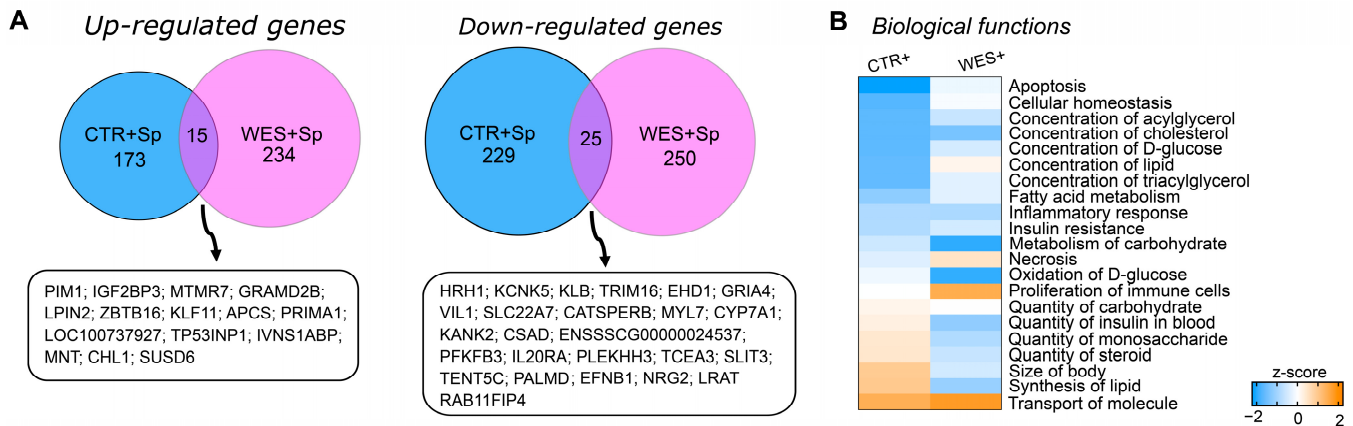 A
Up-regulated genes
CTR+Sp
173
15
WES+Sp
234
PIM1; IGF2BP3; MTMR7; GRAMD2B;
LPIN2; ZBTB16; KLF11; APCS; PRIMA1;
LOC100737927; TP53INP1; IVNS1ABP;
MNT; CHL1; SUSD6
Down-regulated genes
CTR+Sp
229
25
WES+Sp
250
HRH1; KCNK5; KLB; TRIM16; EHD1; GRIA4;
VIL1; SLC22A7; CATSPERB; MYL7; CYP7A1;
KANK2; CSAD; ENSSSCG00000024537;
PFKFB3; IL20RA; PLEKHH3; TCEA3; SLIT3;
TENT5C; PALMD; EFNB1; NRG2; LRAT
RAB11FIP4
B
Biological functions
CTR+
WES+
Apoptosis
Cellular homeostasis
Concentration of acylglycerol
Concentration of cholesterol
Concentration of D-glucose
Concentration of lipid
Concentration of triacylglycerol
Fatty acid metabolism
Inflammatory response
Insulin resistance
Metabolism of carbohydrate
Necrosis
Oxidation of D-glucose
Proliferation of immune cells
Quantity of carbohydrate
Quantity of insulin in blood
Quantity of monosaccharide
Quantity of steroid
Size of body
Synthesis of lipid
Transport of molecule
z-score
−2 0 2